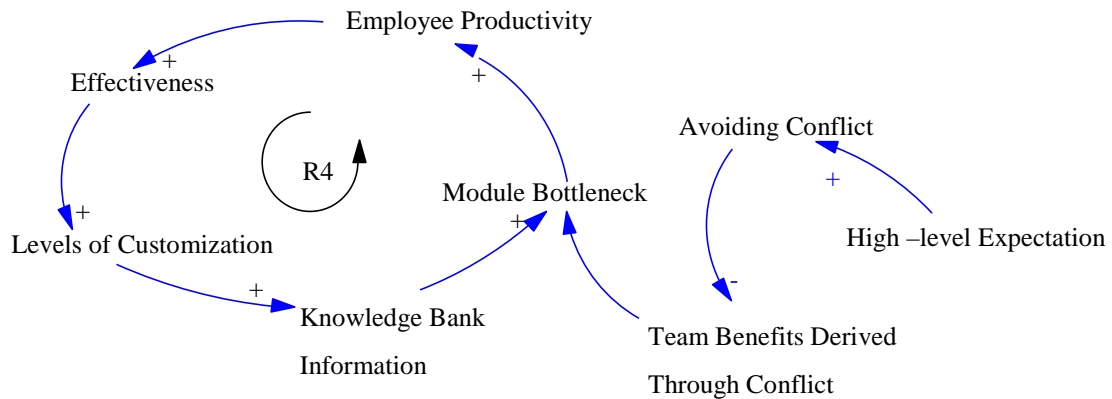 Employee Productivity
+
+
Effectiveness
Avoiding Conflict
R4
+
Module Bottleneck
+
+
High –level Expectation
Levels of Customization
+
-
Knowledge Bank
Information
Team Benefits Derived
Through Conflict